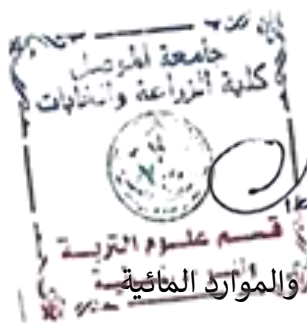 جامعة الموصل
كلية الزراعة والغابات
قسم علوم التربة
والموارد المائية